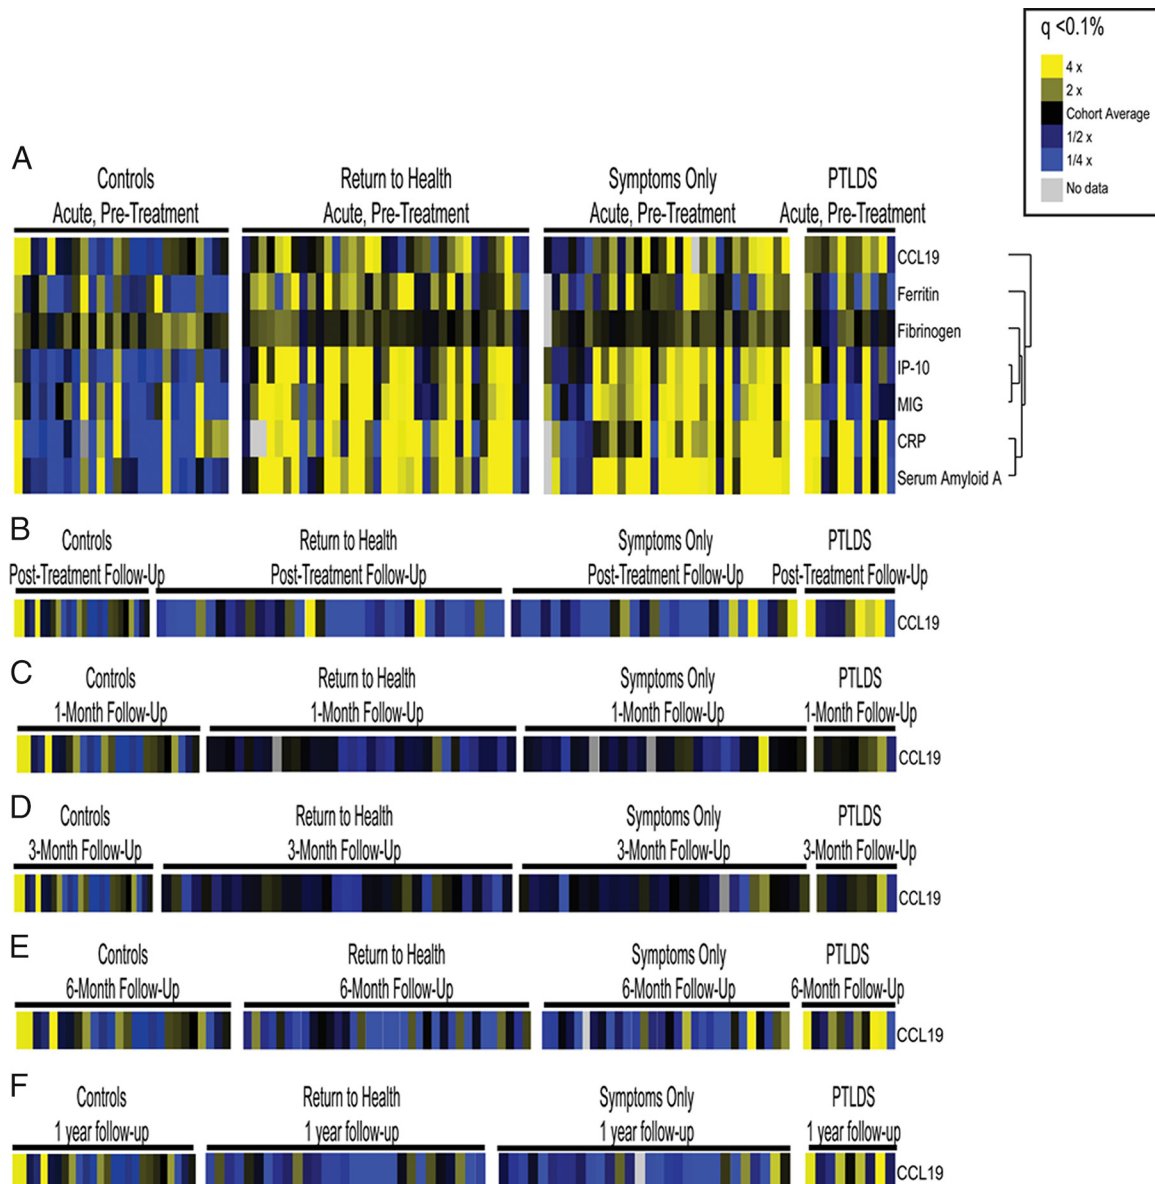 q <0.1%
4 x
2 x
Cohort Average
1/2 x
1/4 x
No data
A
Controls
Acute, Pre-Treatment
Return to Health
Acute, Pre-Treatment
Symptoms Only
Acute, Pre-Treatment
PTLDS
Acute, Pre-Treatment
CCL19
Ferritin
Fibrinogen
IP-10
MIG
CRP
Serum Amyloid A
B
Controls
Post-Treatment Follow-Up
Return to Health
Post-Treatment Follow-Up
Symptoms Only
Post-Treatment Follow-Up
PTLDS
Post-Treatment Follow-Up
CCL19
C
Controls
1-Month Follow-Up
Return to Health
1-Month Follow-Up
Symptoms Only
1-Month Follow-Up
PTLDS
1-Month Follow-Up
CCL19
D
Controls
3-Month Follow-Up
Return to Health
3-Month Follow-Up
Symptoms Only
3-Month Follow-Up
PTLDS
3-Month Follow-Up
CCL19
E
Controls
6-Month Follow-Up
Return to Health
6-Month Follow-Up
Symptoms Only
6-Month Follow-Up
PTLDS
6-Month Follow-Up
CCL19
F
Controls
1 year follow-up
Return to Health
1 year follow-up
Symptoms Only
1 year follow-up
PTLDS
1 year follow-up
CCL19